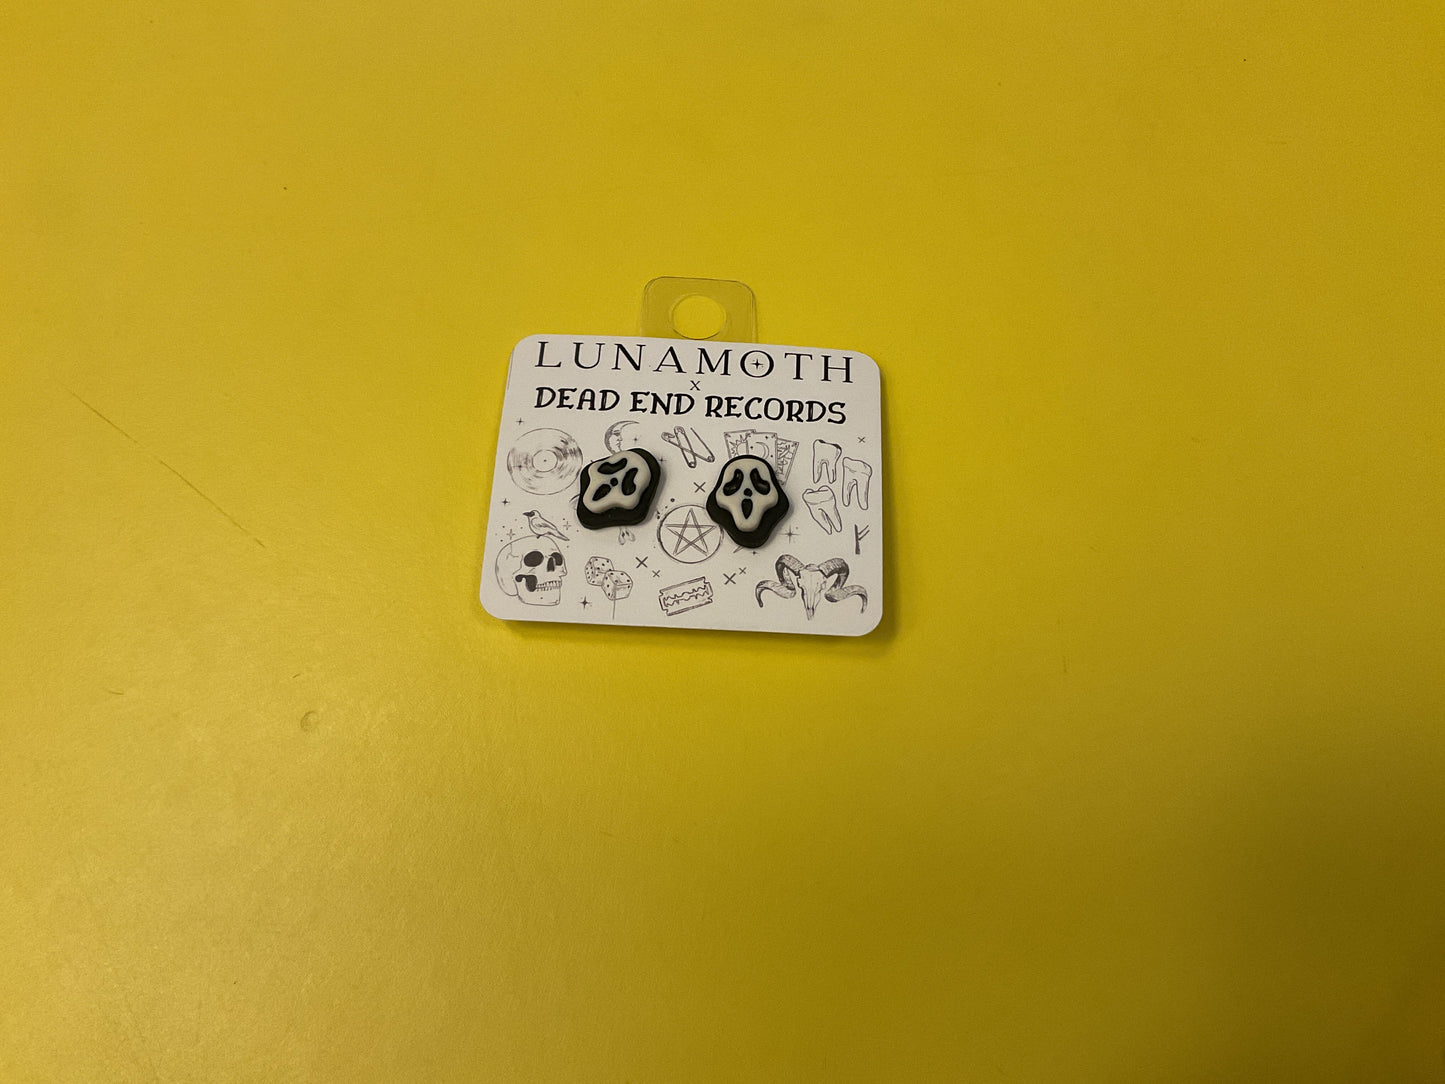 LUNAMOTH
X
DEAD END RECORDS